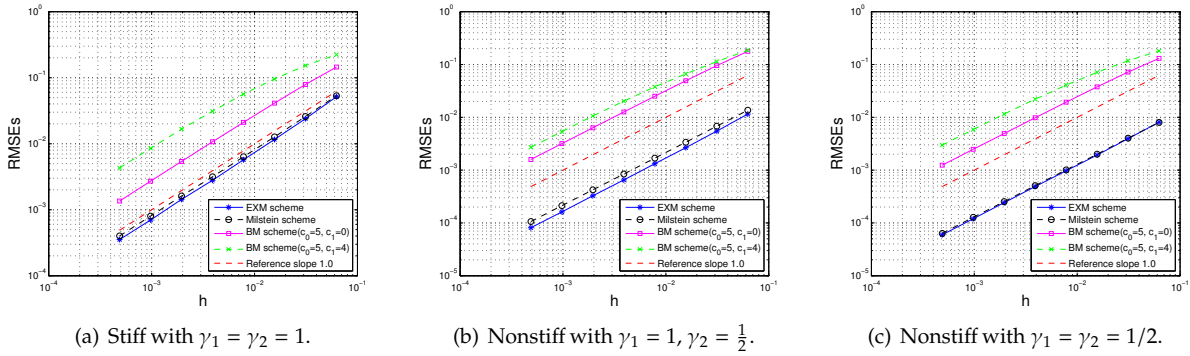 10⁰
10⁻¹
10⁻²
10⁻³
10⁻⁴
RMSEs
10⁻⁴ 10⁻³ 10⁻² 10⁻¹
h
EXM scheme
Milstein scheme
BM scheme(c₀=5, c₁=0)
BM scheme(c₀=5, c₁=4)
Reference slope 1.0
(a) Stiff with γ₁ = γ₂ = 1.
10⁰
10⁻¹
10⁻²
10⁻³
10⁻⁴
10⁻⁵
RMSEs
10⁻⁴ 10⁻³ 10⁻² 10⁻¹
h
EXM scheme
Milstein scheme
BM scheme(c₀=5, c₁=0)
BM scheme(c₀=5, c₁=4)
Reference slope 1.0
(b) Nonstiff with γ₁ = 1, γ₂ = ½.
10⁰
10⁻¹
10⁻²
10⁻³
10⁻⁴
10⁻⁵
RMSEs
10⁻⁴ 10⁻³ 10⁻² 10⁻¹
h
EXM scheme
Milstein scheme
BM scheme(c₀=5, c₁=0)
BM scheme(c₀=5, c₁=4)
Reference slope 1.0
(c) Nonstiff with γ₁ = γ₂ = 1/2.